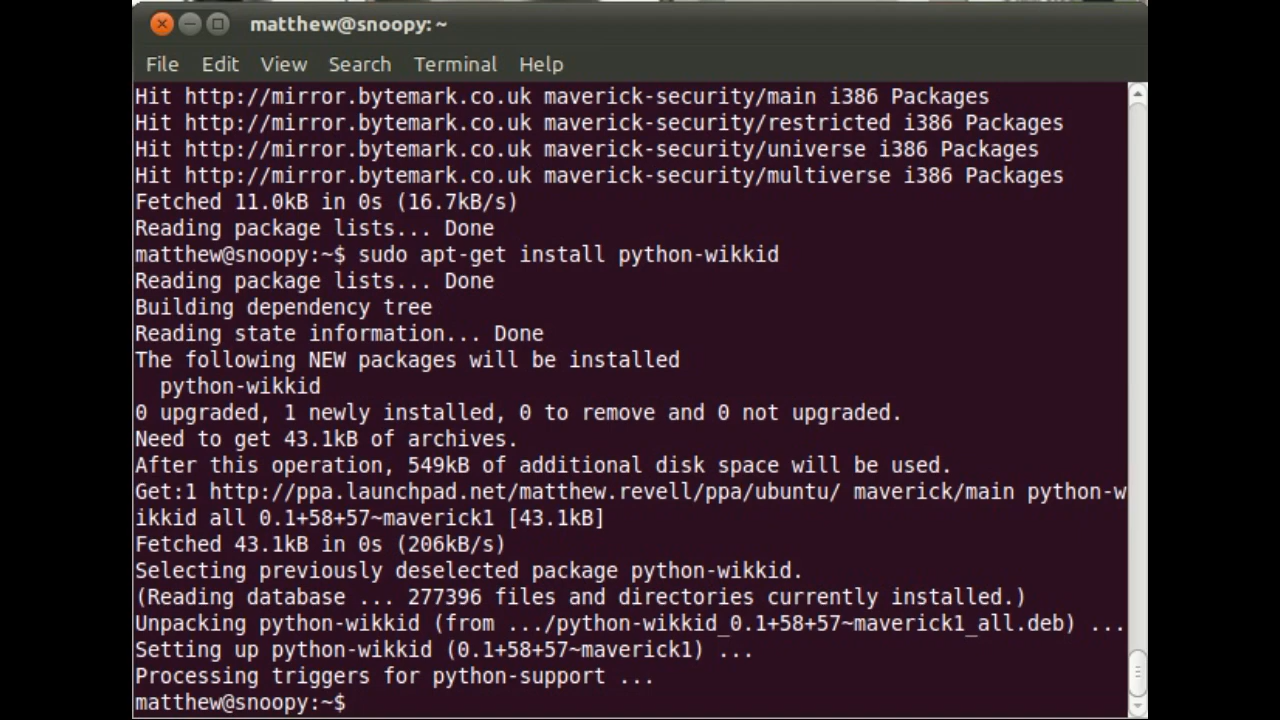 matthew@snoopy: ~
File Edit View Search Terminal Help
Hit http://mirror.bytemark.co.uk maverick-security/main i386 Packages
Hit http://mirror.bytemark.co.uk maverick-security/restricted i386 Packages
Hit http://mirror.bytemark.co.uk maverick-security/universe i386 Packages
Hit http://mirror.bytemark.co.uk maverick-security/multiverse i386 Packages
Fetched 11.0kB in 0s (16.7kB/s)
Reading package lists... Done
matthew@snoopy:~$ sudo apt-get install python-wikkid
Reading package lists... Done
Building dependency tree
Reading state information... Done
The following NEW packages will be installed
  python-wikkid
0 upgraded, 1 newly installed, 0 to remove and 0 not upgraded.
Need to get 43.1kB of archives.
After this operation, 549kB of additional disk space will be used.
Get:1 http://ppa.launchpad.net/matthew.revell/ppa/ubuntu/ maverick/main python-w
ikkid all 0.1+58+57~maverick1 [43.1kB]
Fetched 43.1kB in 0s (206kB/s)
Selecting previously deselected package python-wikkid.
(Reading database ... 277396 files and directories currently installed.)
Unpacking python-wikkid (from .../python-wikkid_0.1+58+57~maverick1_all.deb) ...
Setting up python-wikkid (0.1+58+57~maverick1) ...
Processing triggers for python-support ...
matthew@snoopy:~$